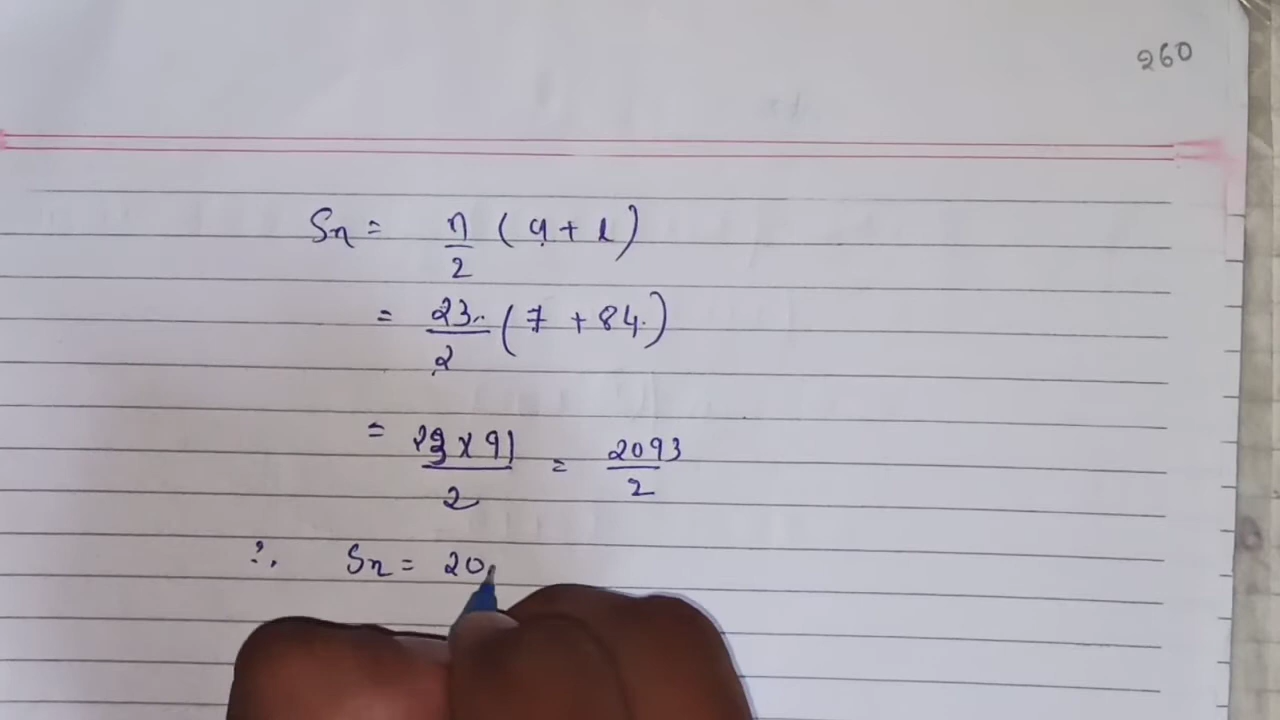 260
Sn = n/2 (a + l)
= 23/2 (7 + 84)
= 23 x 91/2 = 2093/2
∴ Sn = 20